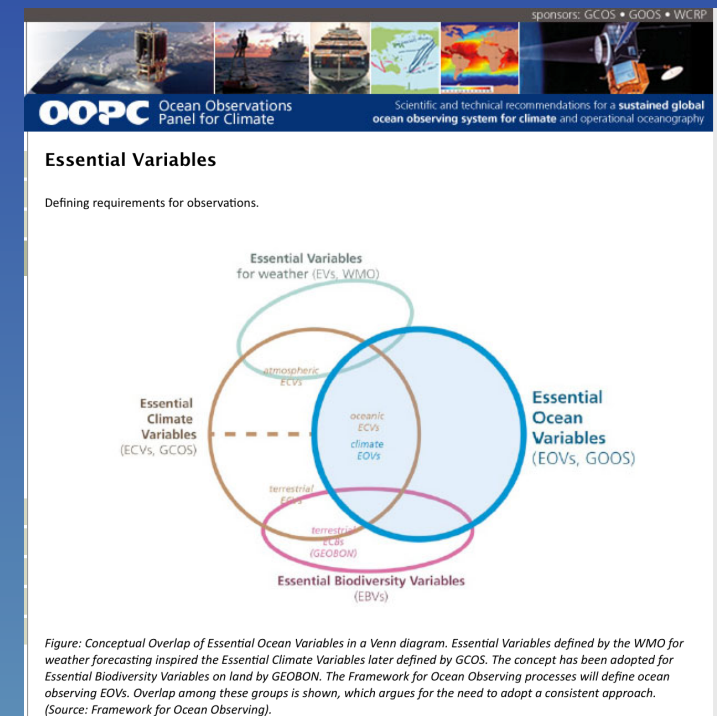 sponsors: GCOS • GOOS • WCRP
OOPC Ocean Observations
Panel for Climate
Scientific and technical recommendations for a sustained global
ocean observing system for climate and operational oceanography
Essential Variables
Defining requirements for observations.
Essential Variables
for weather (EVs, WMO)
atmospheric
ECVs
Essential
Climate
Variables
(ECVs, GCOS)
oceanic
ECVs
climate
EOVs
Essential
Ocean
Variables
(EOVs, GOOS)
terrestrial
ECVs
terrestrial
ECBs
(GEOBON)
Essential Biodiversity Variables
(EBVs)
Figure: Conceptual Overlap of Essential Ocean Variables in a Venn diagram. Essential Variables defined by the WMO for
weather forecasting inspired the Essential Climate Variables later defined by GCOS. The concept has been adopted for
Essential Biodiversity Variables on land by GEOBON. The Framework for Ocean Observing processes will define ocean
observing EOVs. Overlap among these groups is shown, which argues for the need to adopt a consistent approach.
(Source: Framework for Ocean Observing).